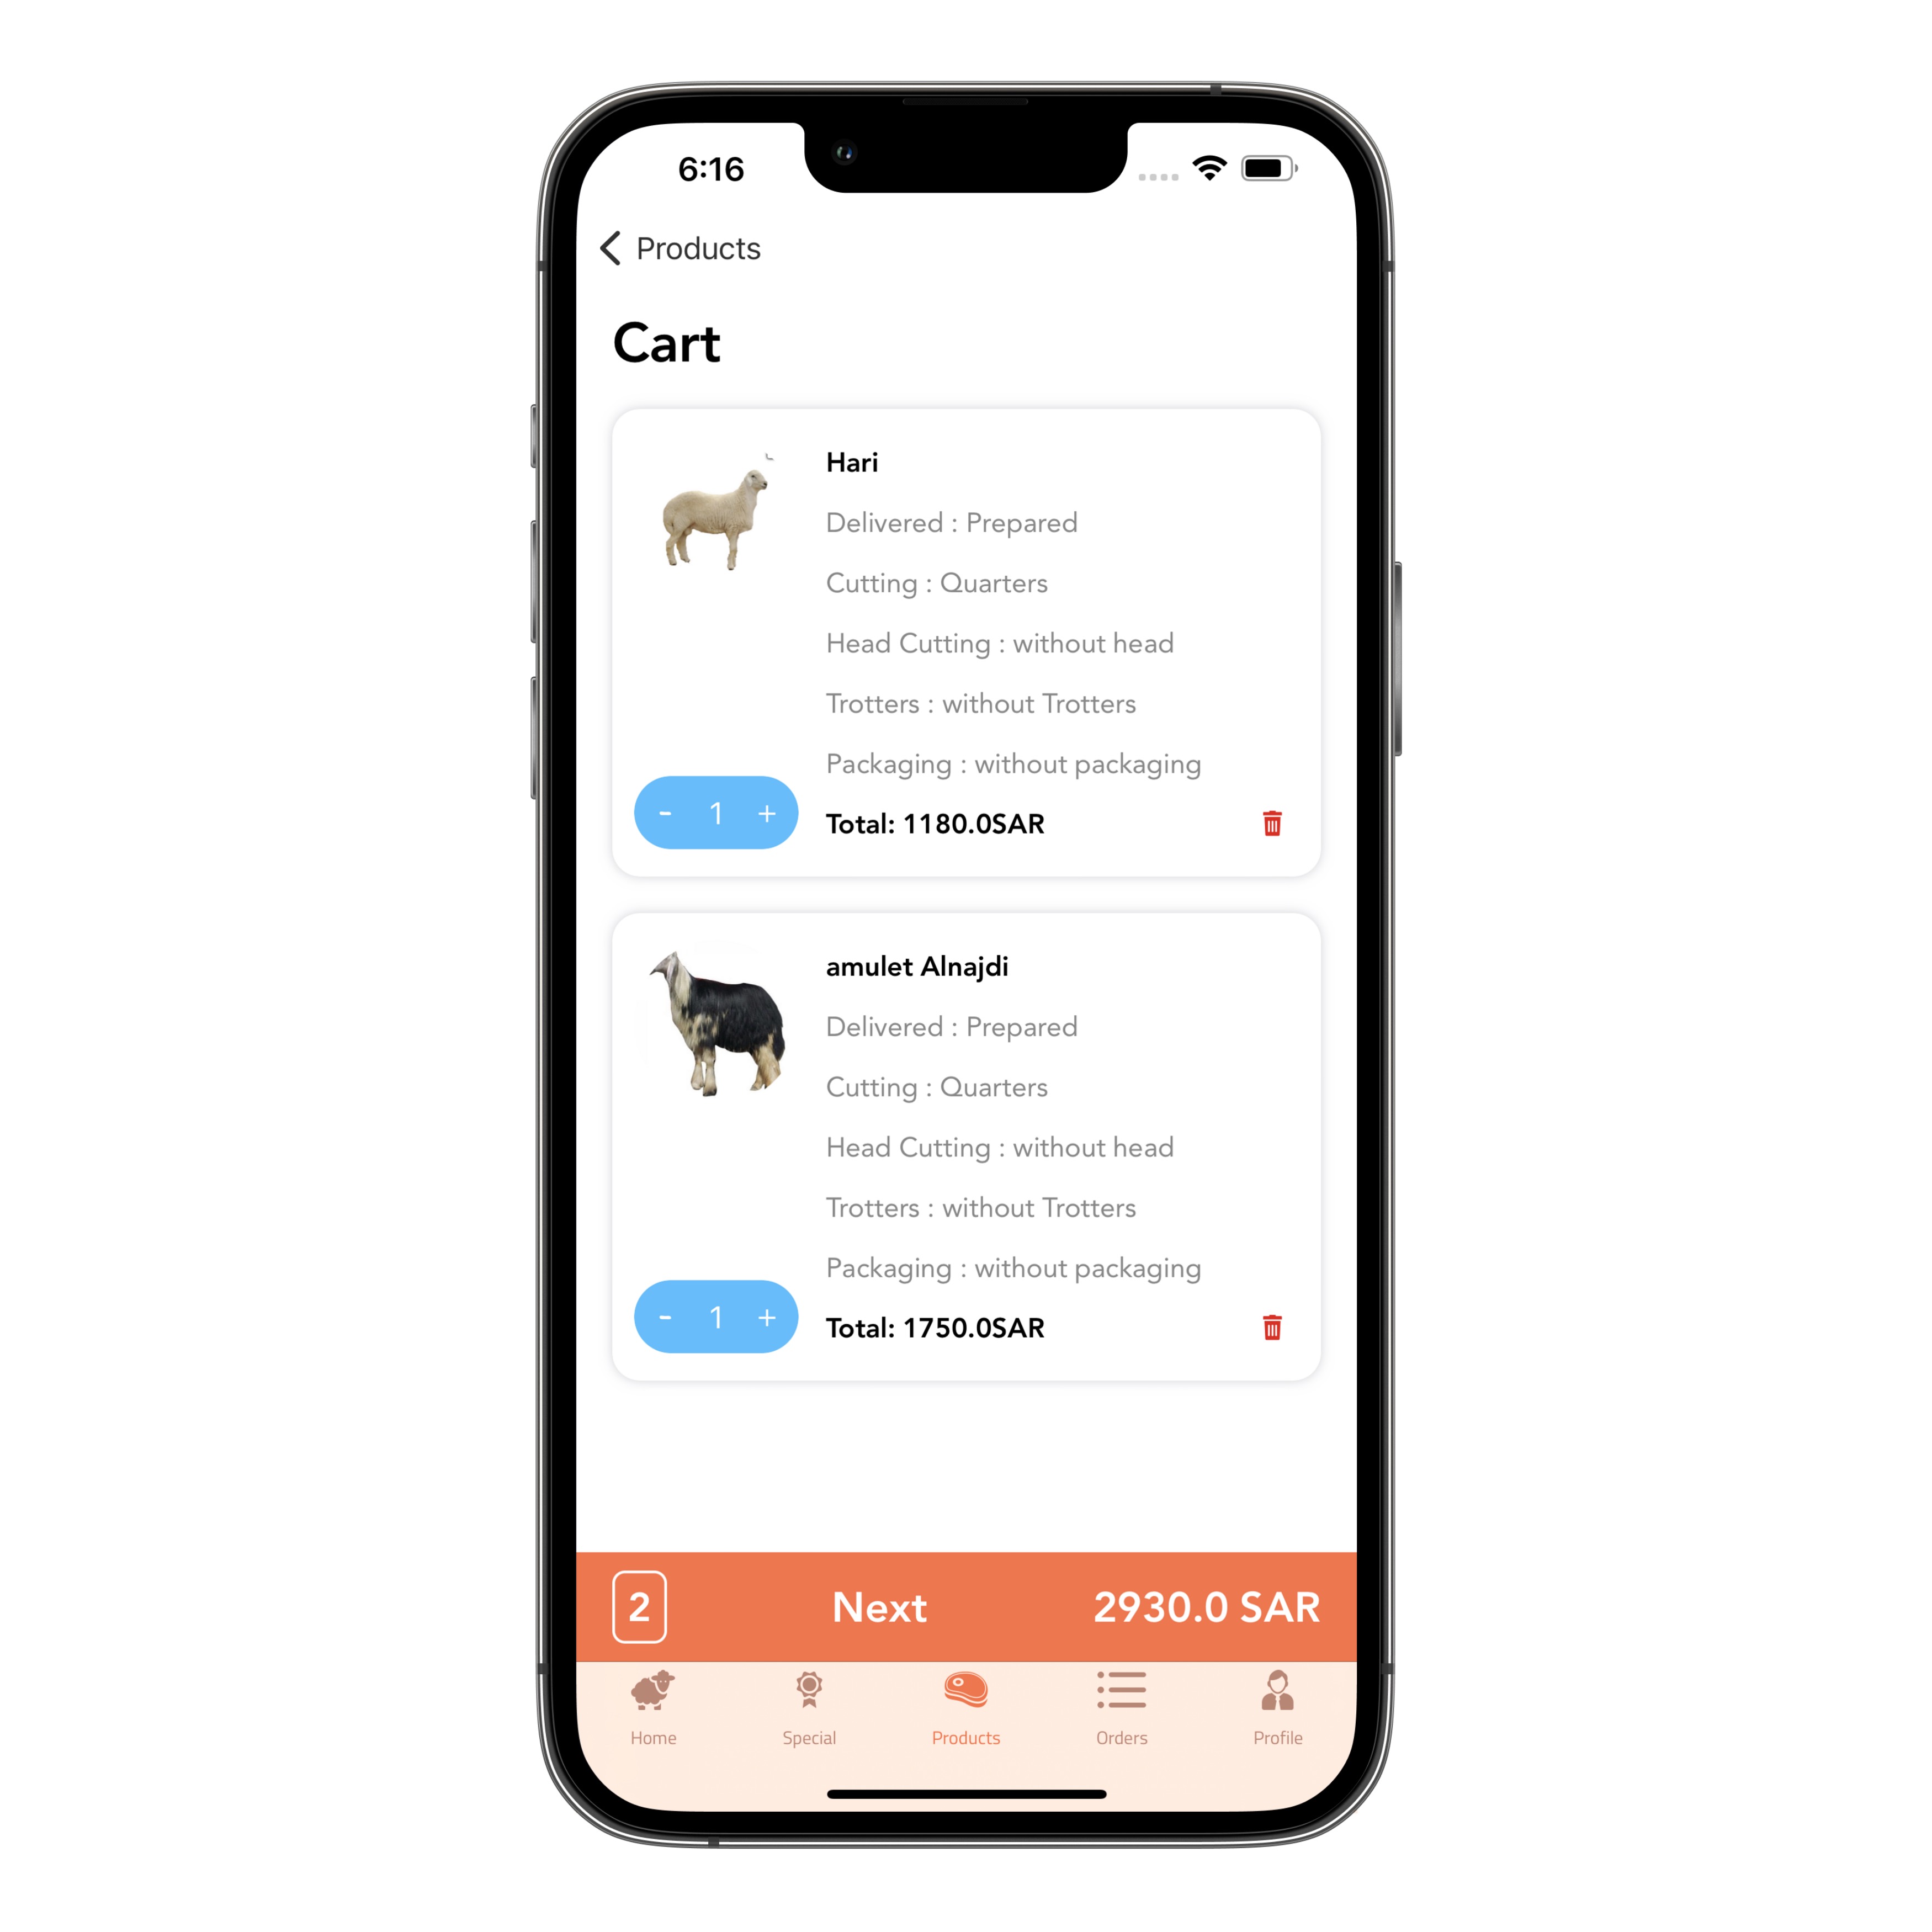 6:16
Products
Cart
Hari
Delivered : Prepared
Cutting : Quarters
Head Cutting : without head
Trotters : without Trotters
Packaging : without packaging
- 1 +
Total: 1180.0SAR
amulet Alnajdi
Delivered : Prepared
Cutting : Quarters
Head Cutting : without head
Trotters : without Trotters
Packaging : without packaging
- 1 +
Total: 1750.0SAR
2 Next 2930.0 SAR
Home Special Products Orders Profile